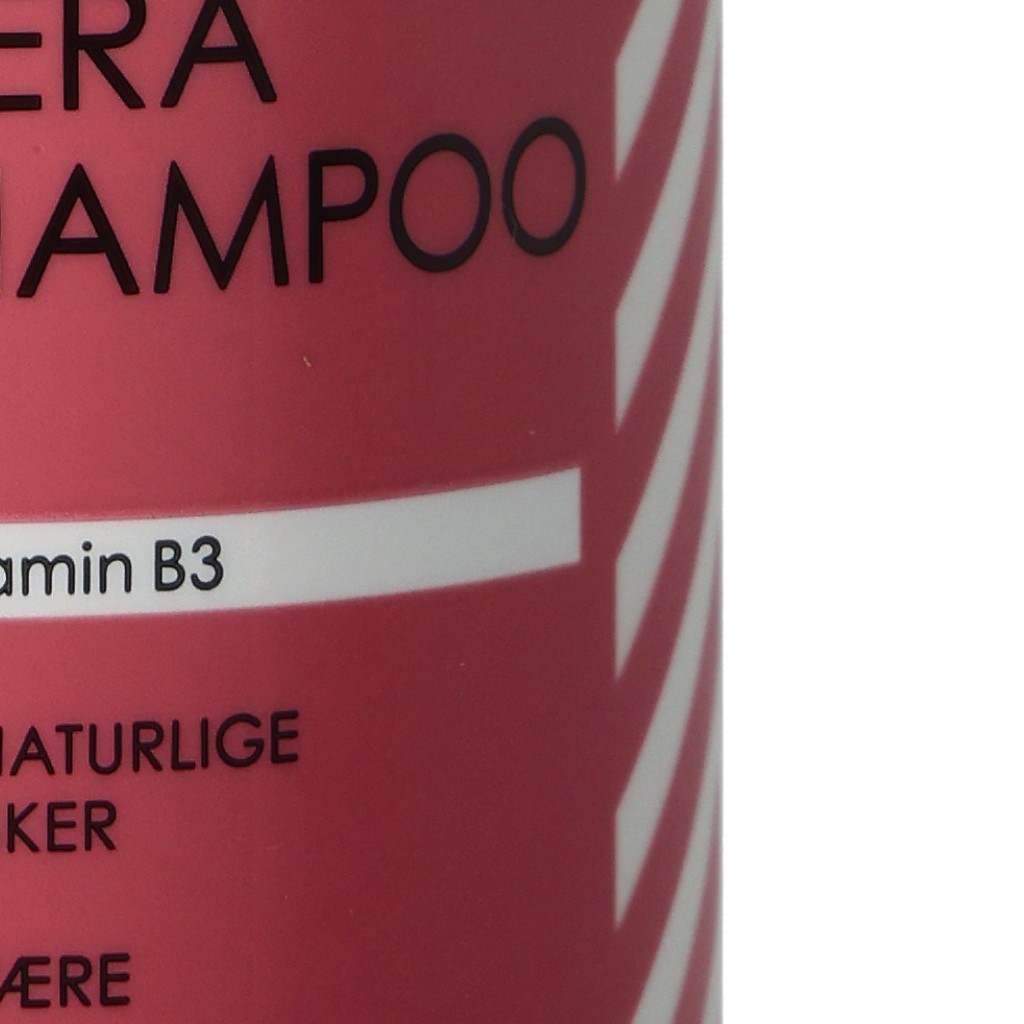 ERA
HAMPOO
amin B3
NATURLIGE
KER
ÆRE